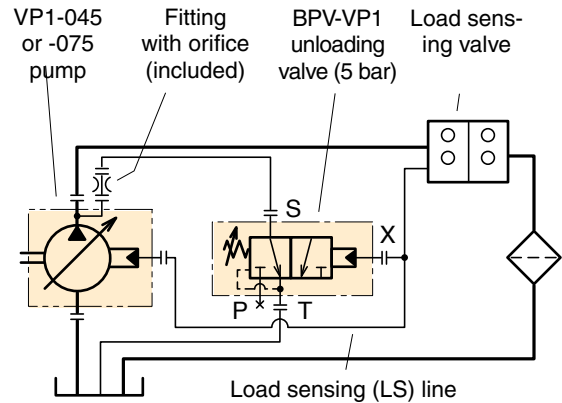 VP1-045
or -075
pump
Fitting
with orifice
(included)
BPV-VP1
unloading
valve (5 bar)
Load sens-
ing valve
S
X
P
T
Load sensing (LS) line